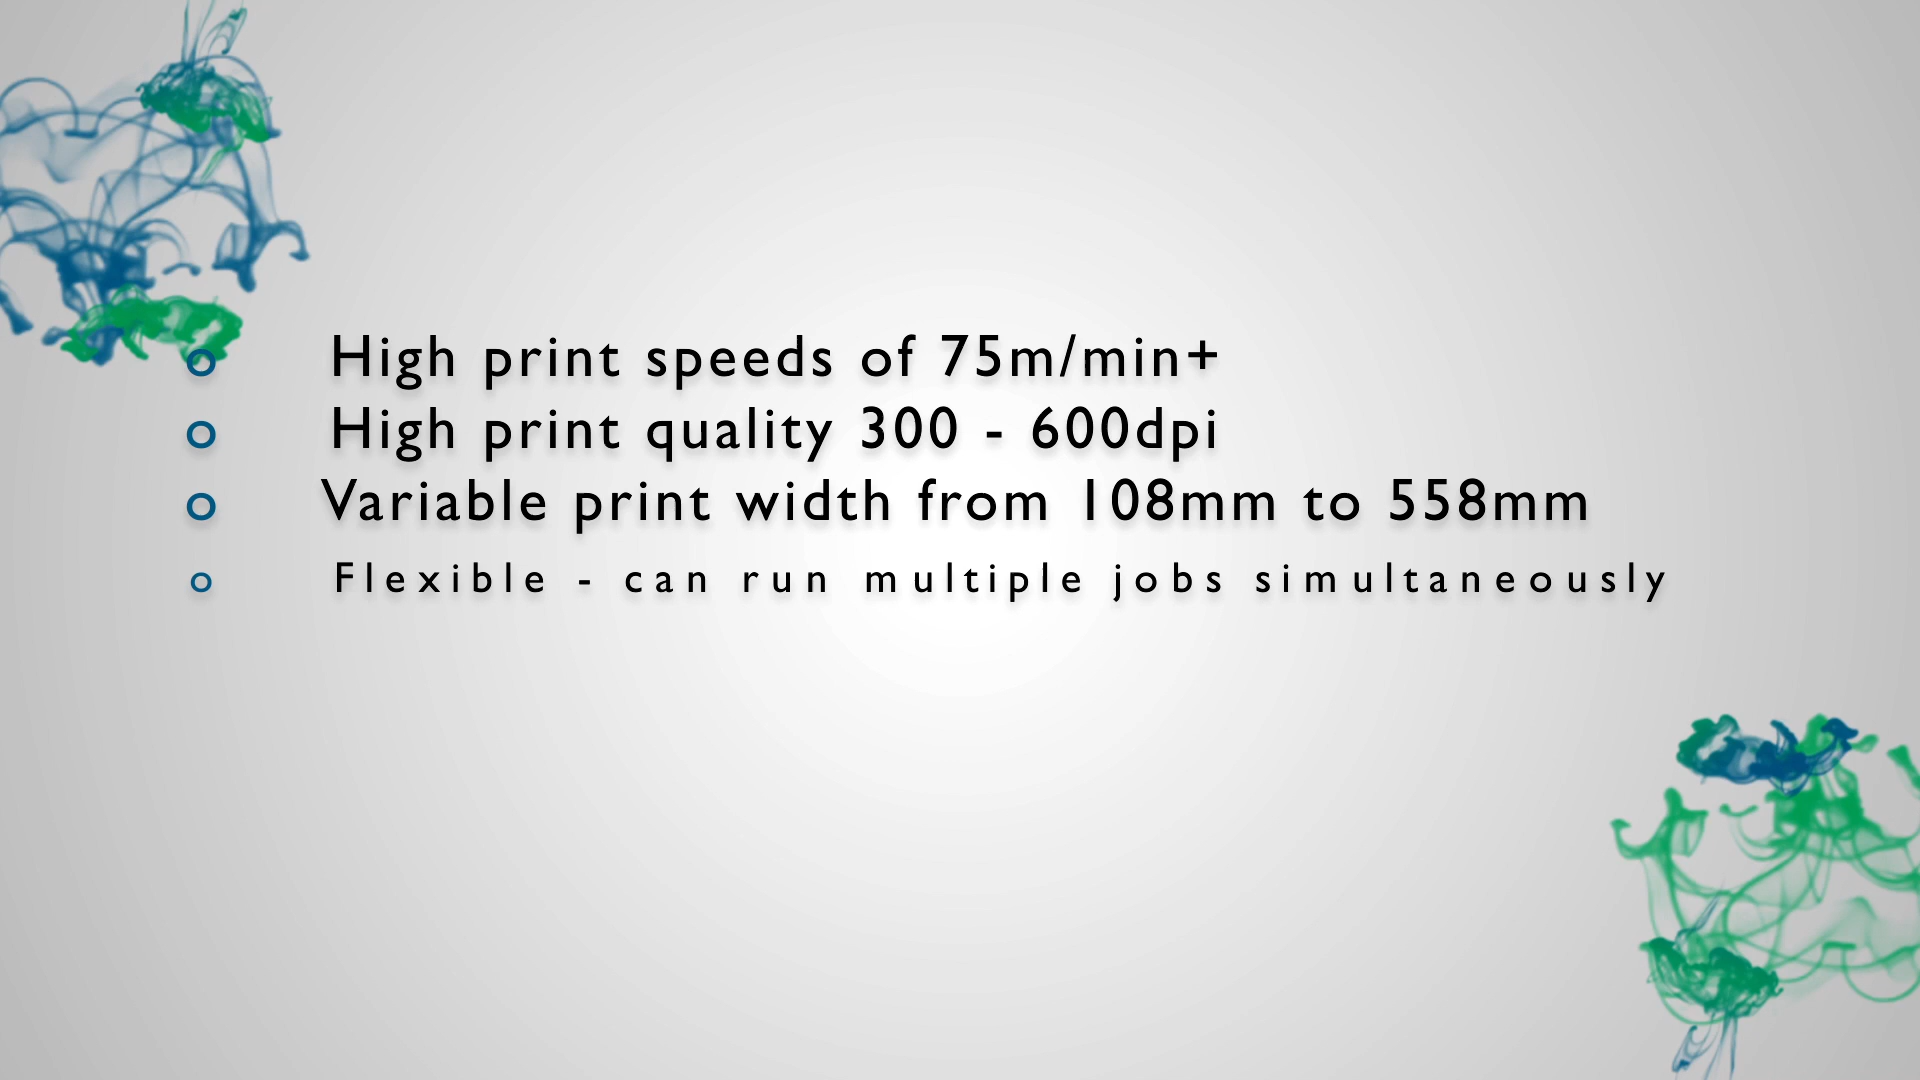 o High print speeds of 75m/min+
o High print quality 300 - 600dpi
o Variable print width from 108mm to 558mm
o Flexible - can run multiple jobs simultaneously